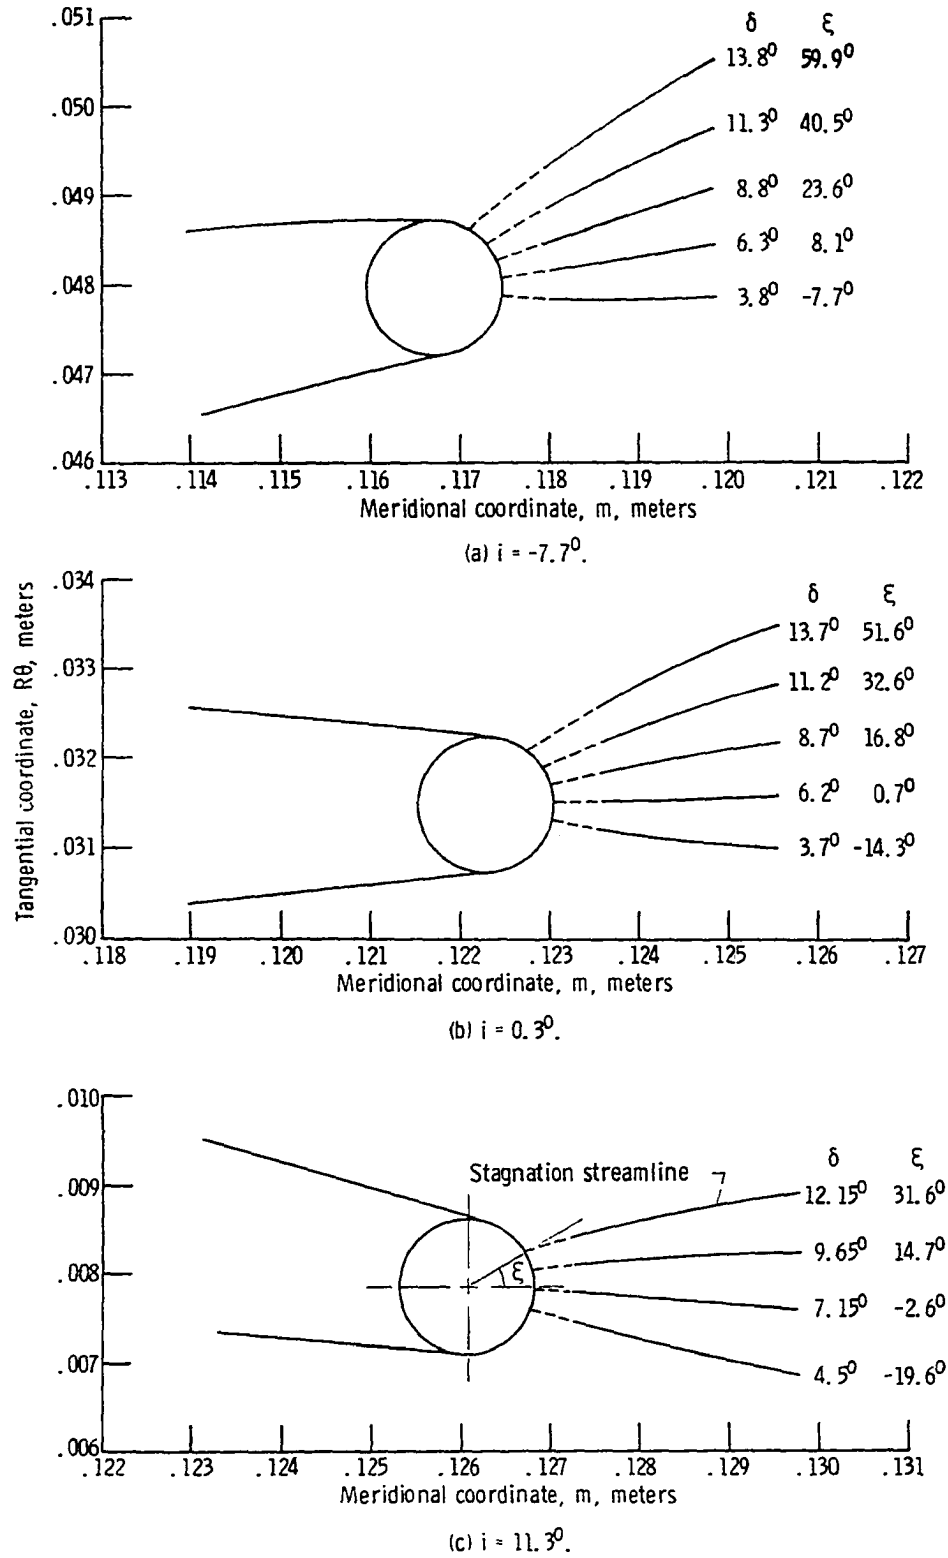 .051
δ ξ
13.8⁰ 59.9⁰
.050
11.3⁰ 40.5⁰
.049
8.8⁰ 23.6⁰
6.3⁰ 8.1⁰
.048
3.8⁰ -7.7⁰
.047
.046
.113 .114 .115 .116 .117 .118 .119 .120 .121 .122
Meridional coordinate, m, meters
(a) i = -7.7⁰.
Tangential coordinate, Rθ, meters
.034
δ ξ
13.7⁰ 51.6⁰
.033
11.2⁰ 32.6⁰
.032
8.7⁰ 16.8⁰
6.2⁰ 0.7⁰
.031
3.7⁰ -14.3⁰
.030
.118 .119 .120 .121 .122 .123 .124 .125 .126 .127
Meridional coordinate, m, meters
(b) i = 0.3⁰.
.010
δ ξ
Stagnation streamline
.009
12.15⁰ 31.6⁰
9.65⁰ 14.7⁰
.008
ξ
7.15⁰ -2.6⁰
.007
4.5⁰ -19.6⁰
.006
.122 .123 .124 .125 .126 .127 .128 .129 .130 .131
Meridional coordinate, m, meters
(c) i = 11.3⁰.